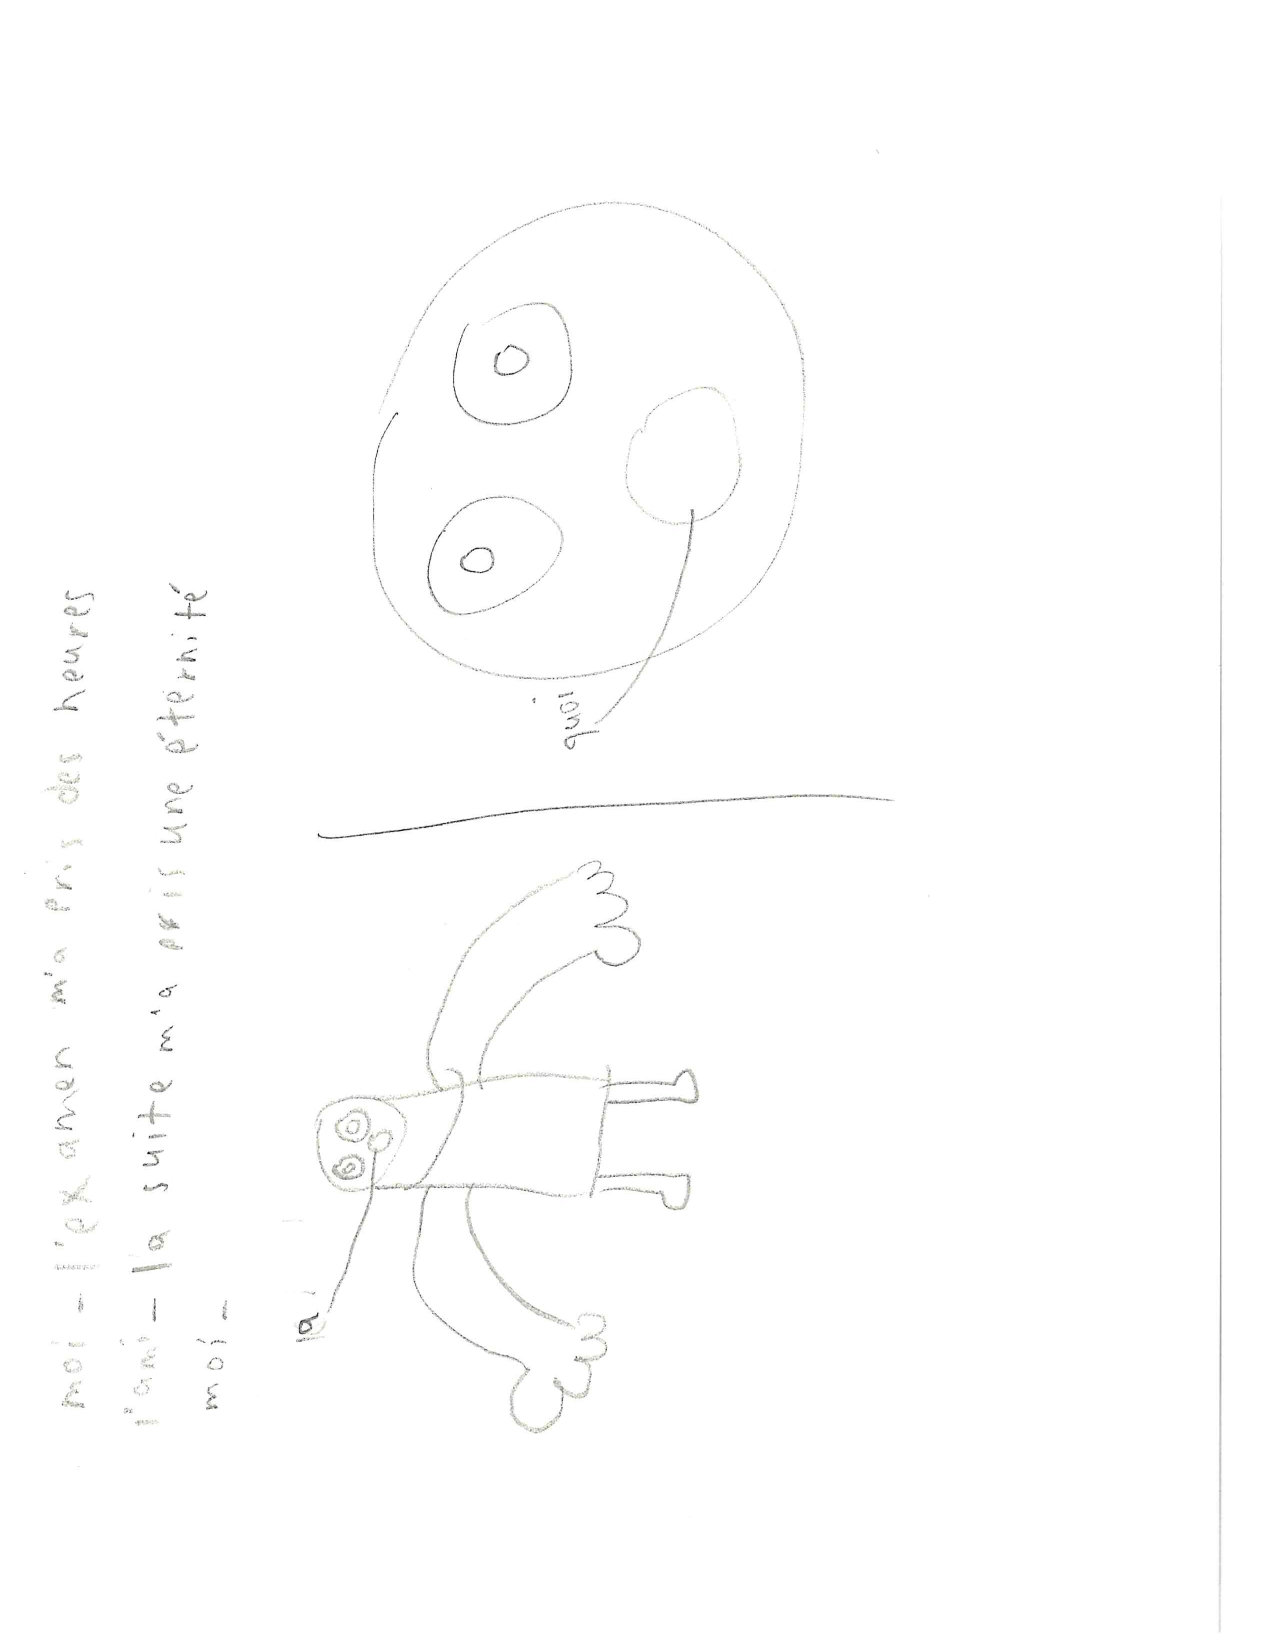 moi - l'examen m'a pris des heures
l'ami - la suite m'a pris une éternité
moi -
la
quoi